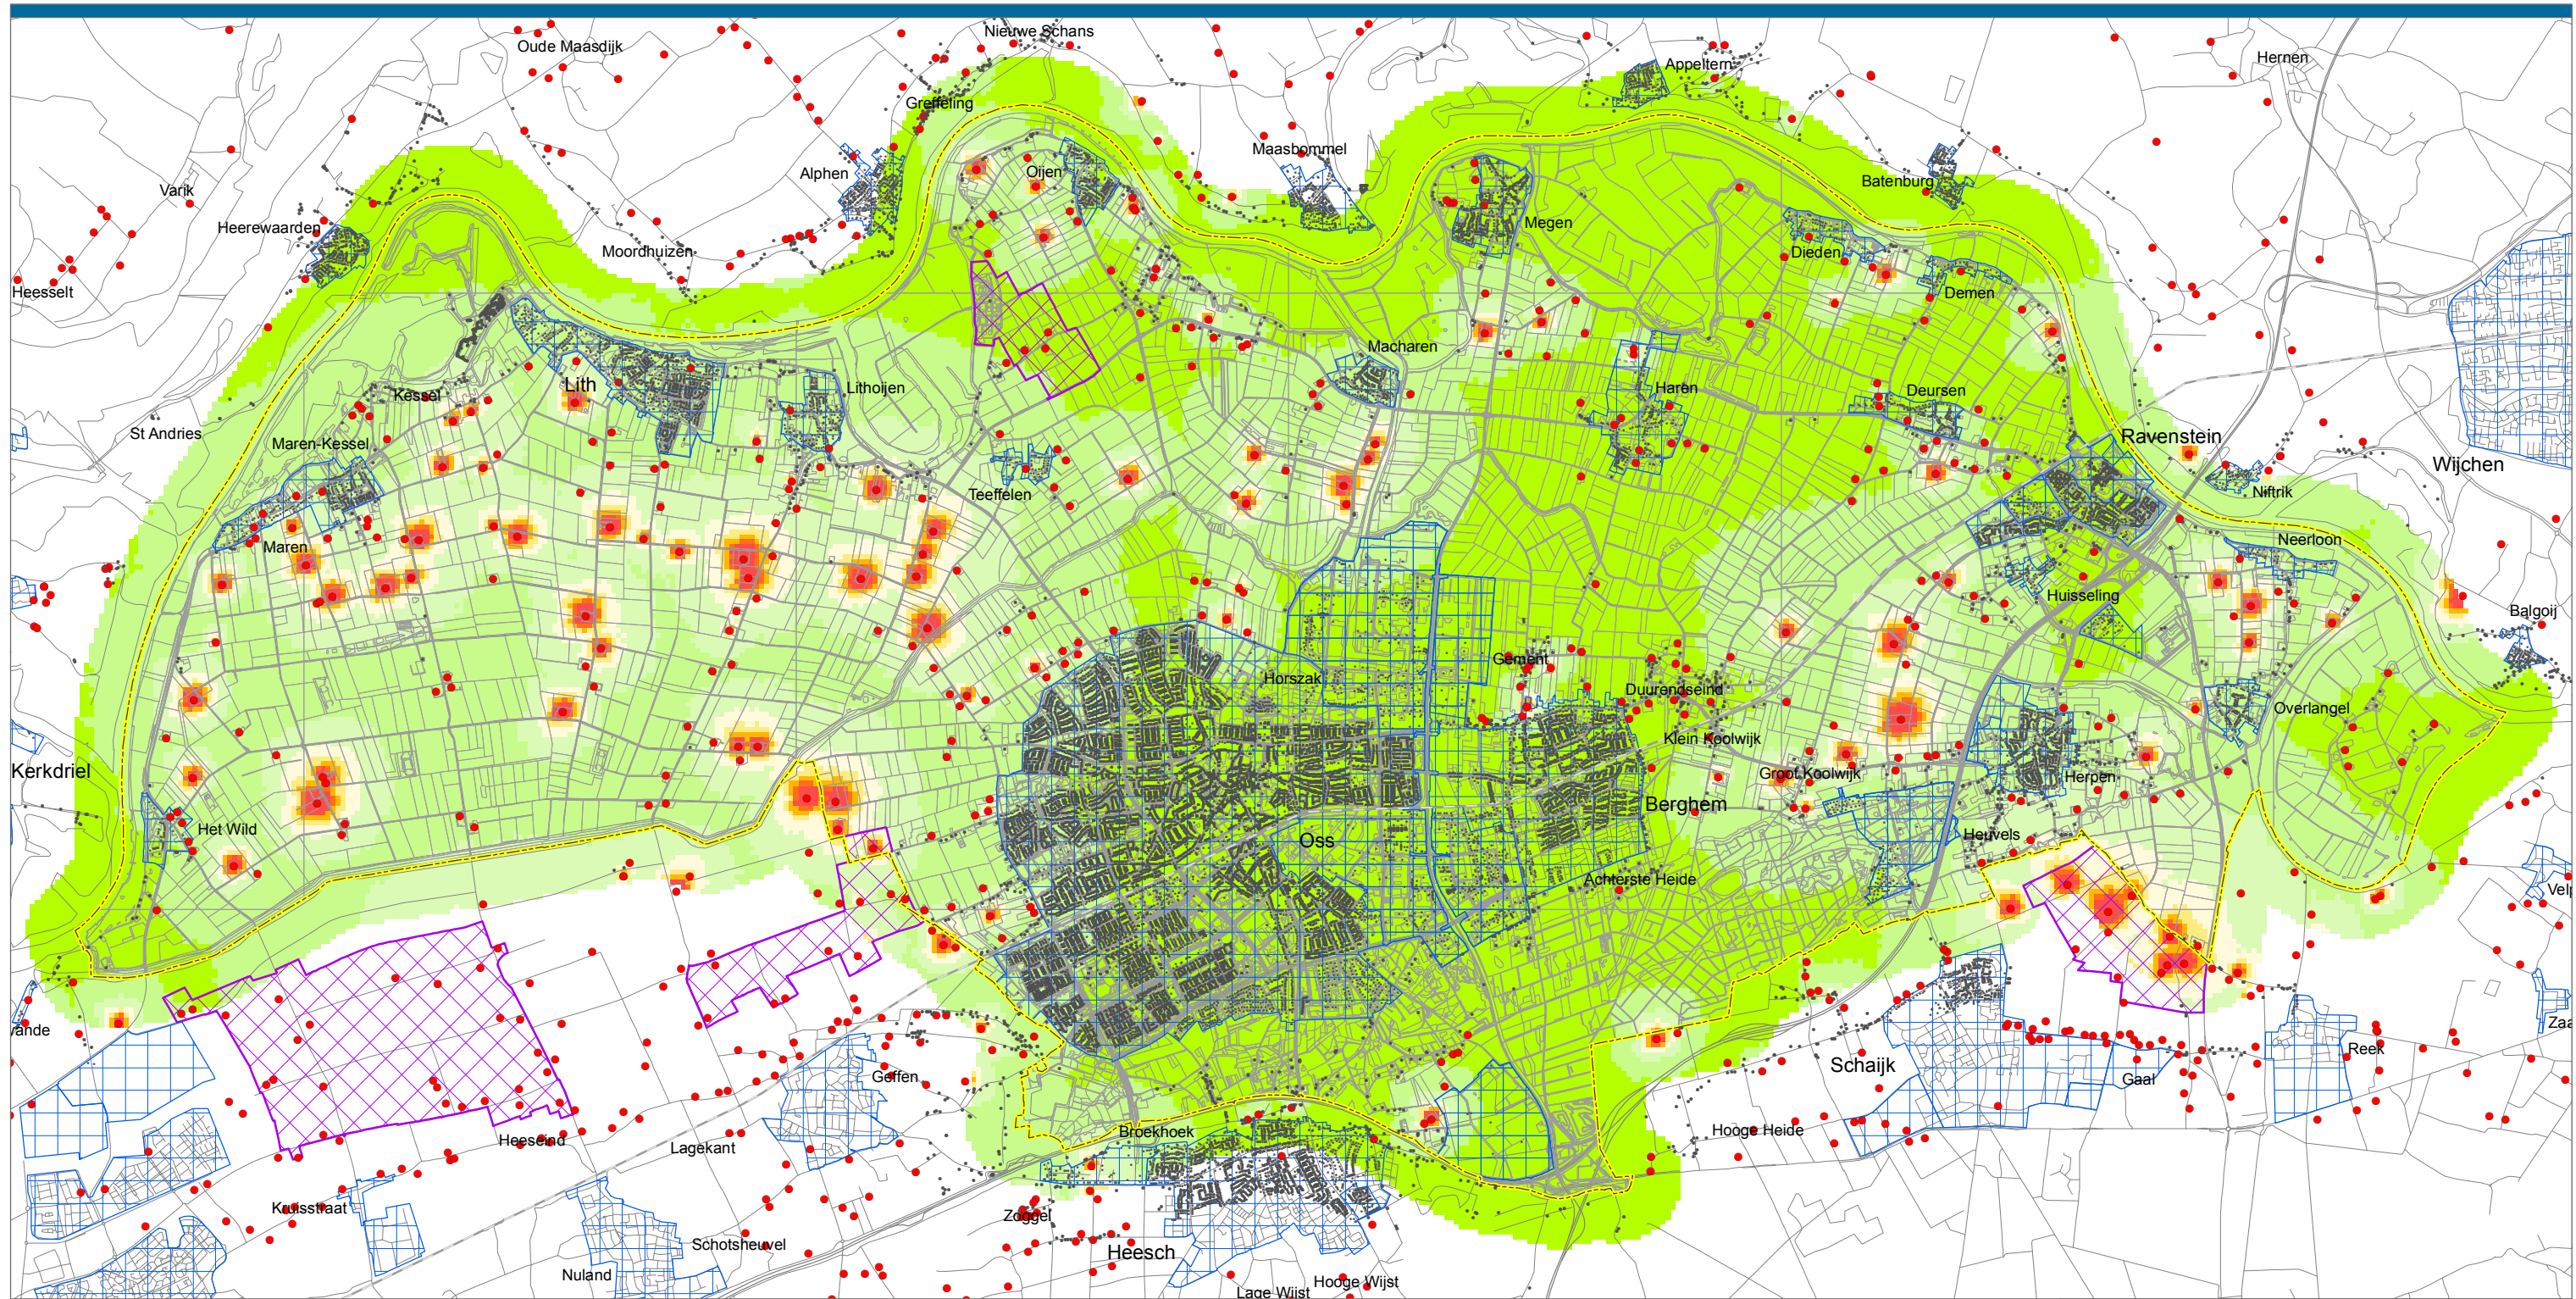 Nieuwe Schans
Oude Maasdijk
Hernen
Appeltern
Greffeling
Maasbommel
Alphen
Oijen
Batenburg
Varik
Heerewaarden
Megen
Moordhuizen
Dieden
Heesselt
Demen
Macharen
Lith
Lithoijen
Haren
Deursen
Kessel
St Andries
Maren-Kessel
Ravenstein
Wijchen
Teeffelen
Niftrik
Maren
Neerloon
Huisseling
Balgoij
Gement
Horszak
Duurendseind
Overlangel
Klein Koolwijk
Kerkdriel
Groot Koolwijk
Herpen
Berghem
Het Wild
Heuvels
Oss
Achterste Heide
Schaijk
Reek
Geffen
Gaal
Broekhoek
Hooge Heide
Heeseind
Lagekant
Kruisstraat
Zoggel
Schotsheuvel
Heesch
Nuland
Hooge Wijst
Lage Wijst